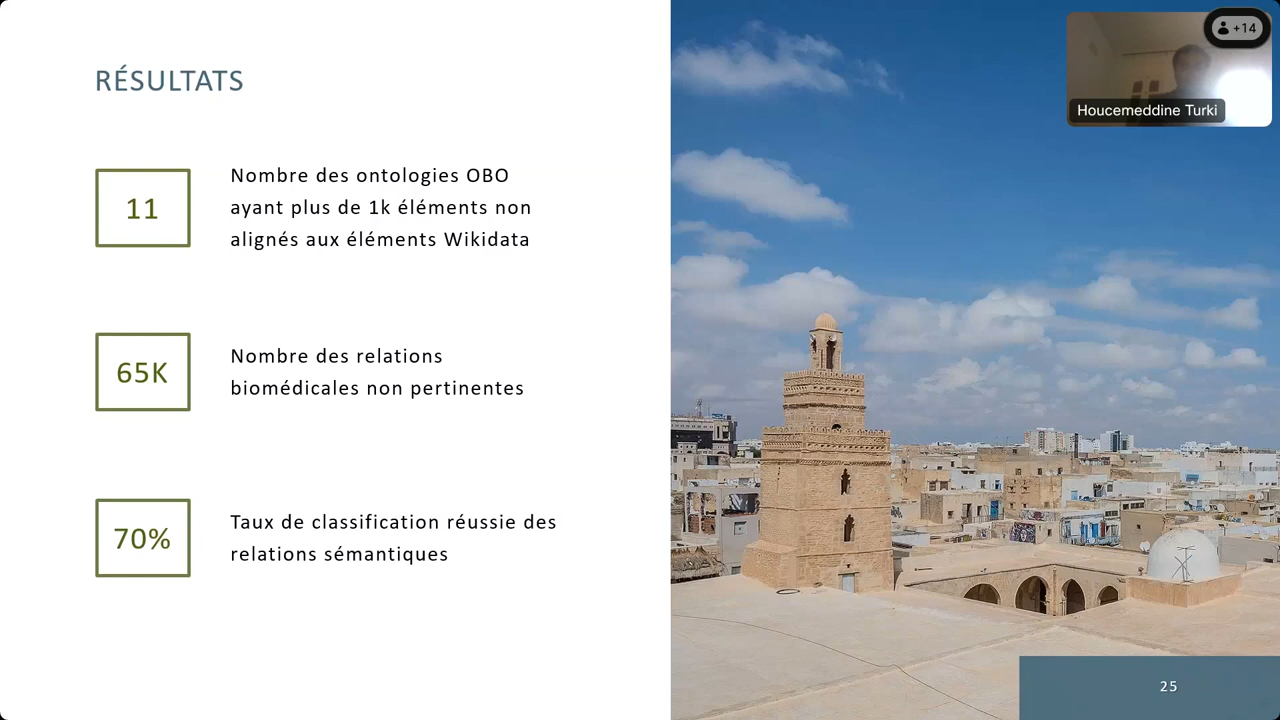 RÉSULTATS
11
Nombre des ontologies OBO
ayant plus de 1k éléments non
alignés aux éléments Wikidata
65K
Nombre des relations
biomédicales non pertinentes
70%
Taux de classification réussie des
relations sémantiques
+14
Houcemeddine Turki
25